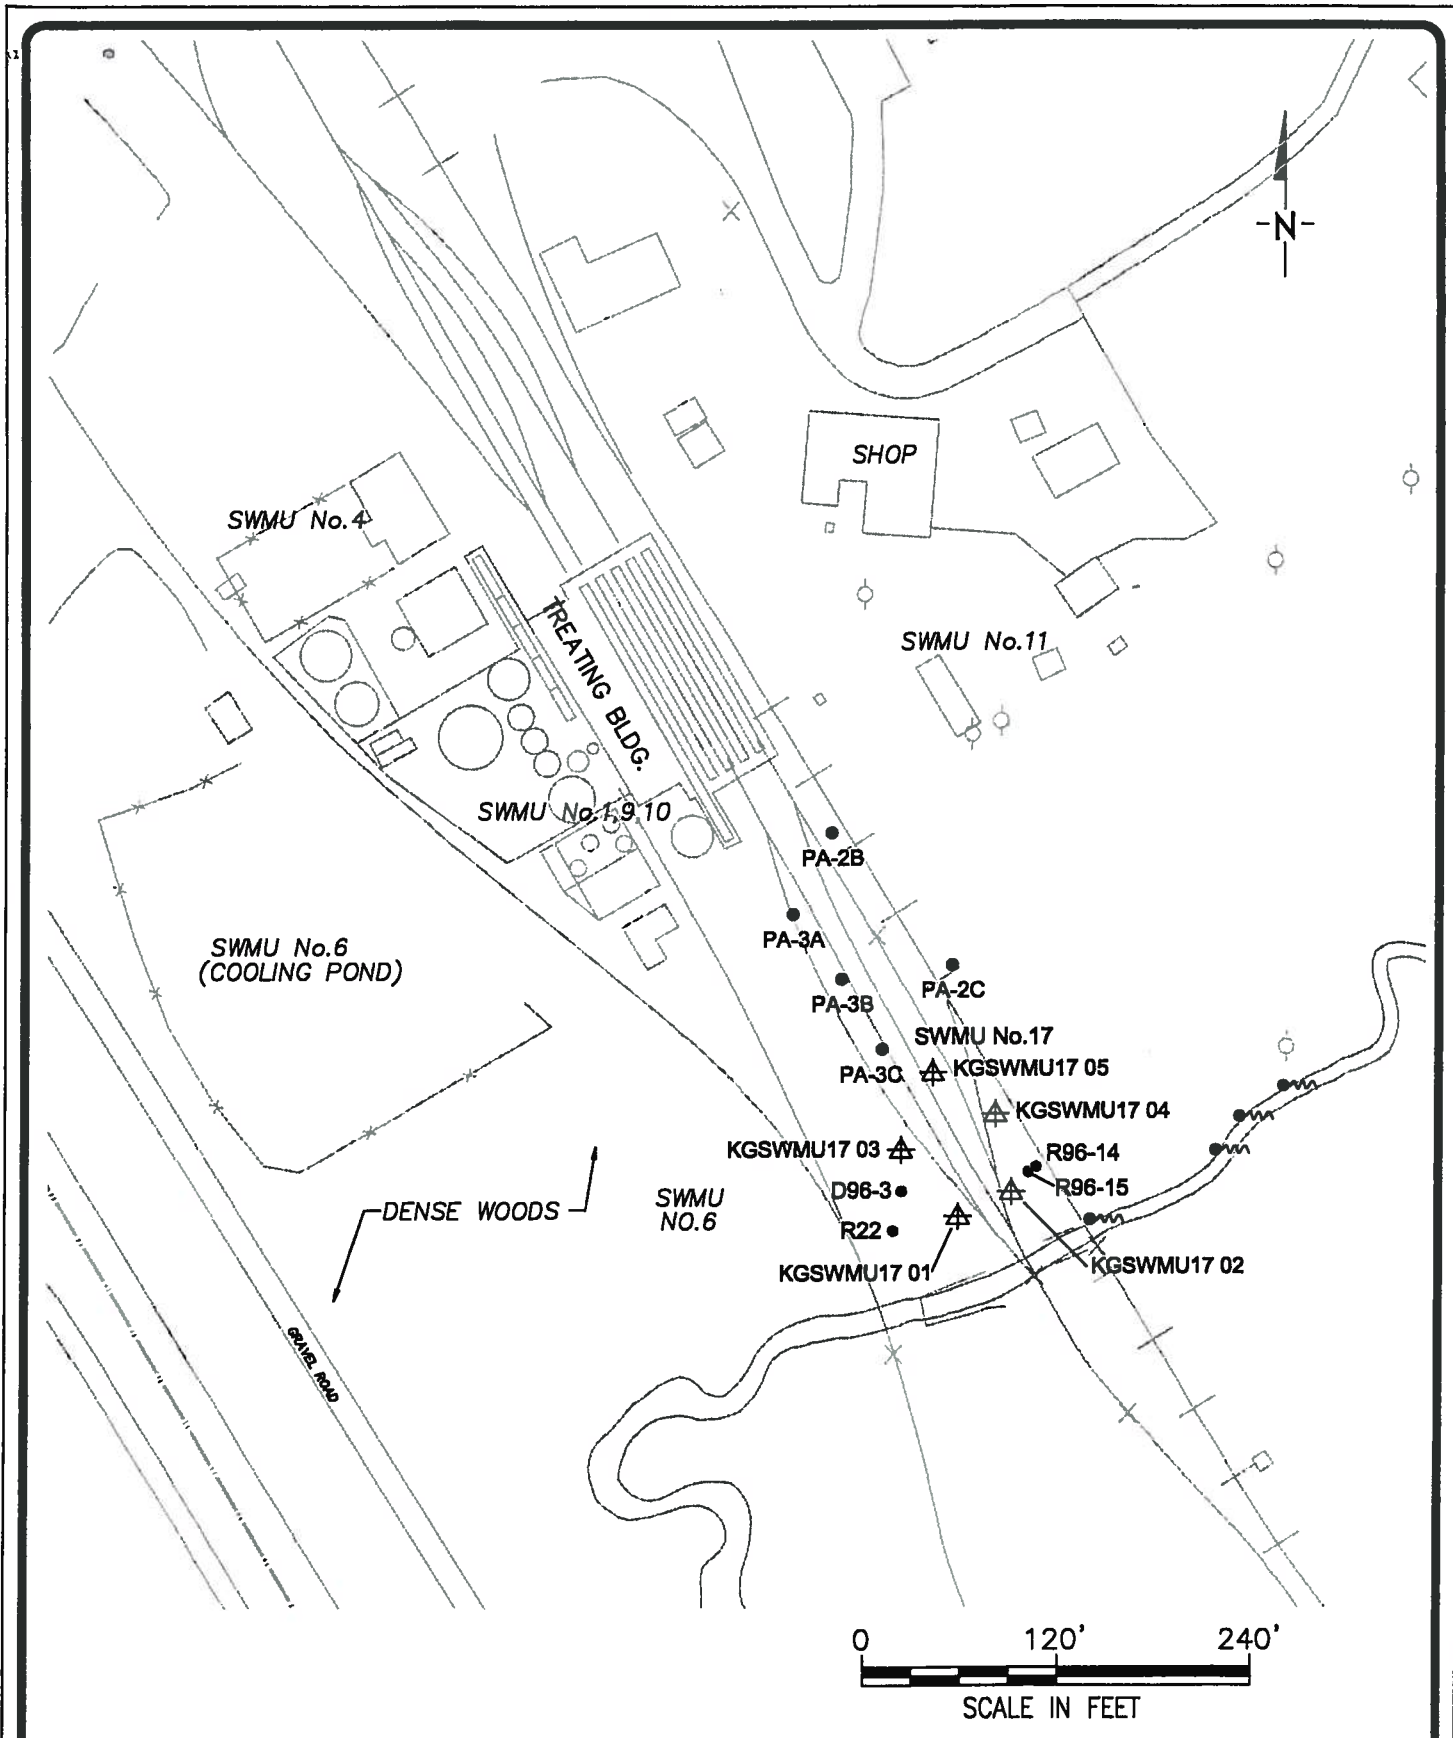 -N-
SHOP
SWMU No.4
SWMU No.11
TREATING BLDG.
SWMU No.1,9,10
PA-2B
PA-3A
SWMU No.6
(COOLING POND)
PA-2C
PA-3B
SWMU No.17
PA-3C
KGSWMU17 05
KGSWMU17 04
KGSWMU17 03
R96-14
D96-3
R96-15
DENSE WOODS
SWMU
NO.6
R22
KGSWMU17 01
KGSWMU17 02
GRAVEL ROAD
0 120' 240'
SCALE IN FEET